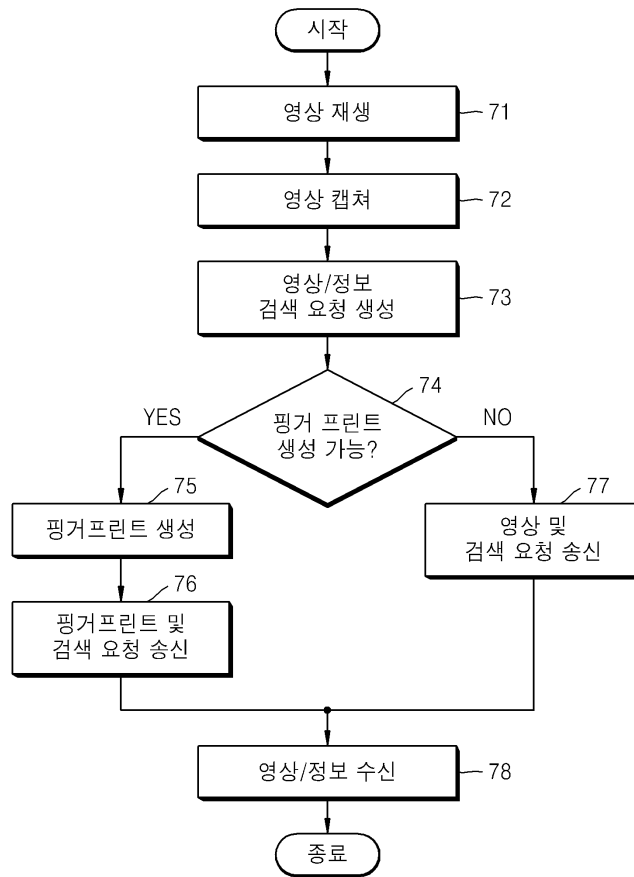 시작
영상 재생
71
영상 캡쳐
72
영상/정보
검색 요청 생성
73
74
핑거 프린트
생성 가능?
YES
NO
75
핑거프린트 생성
77
영상 및
검색 요청 송신
76
핑거프린트 및
검색 요청 송신
영상/정보 수신
78
종료